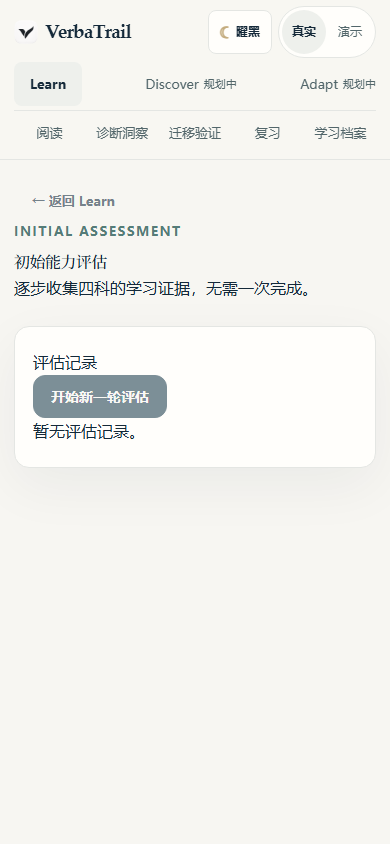 VerbaTrail 曜黑 真实 演示
Learn Discover 规划中 Adapt 规划中
阅读 诊断洞察 迁移验证 复习 学习档案
← 返回 Learn
INITIAL ASSESSMENT
初始能力评估
逐步收集四科的学习证据，无需一次完成。
评估记录
开始新一轮评估
暂无评估记录。